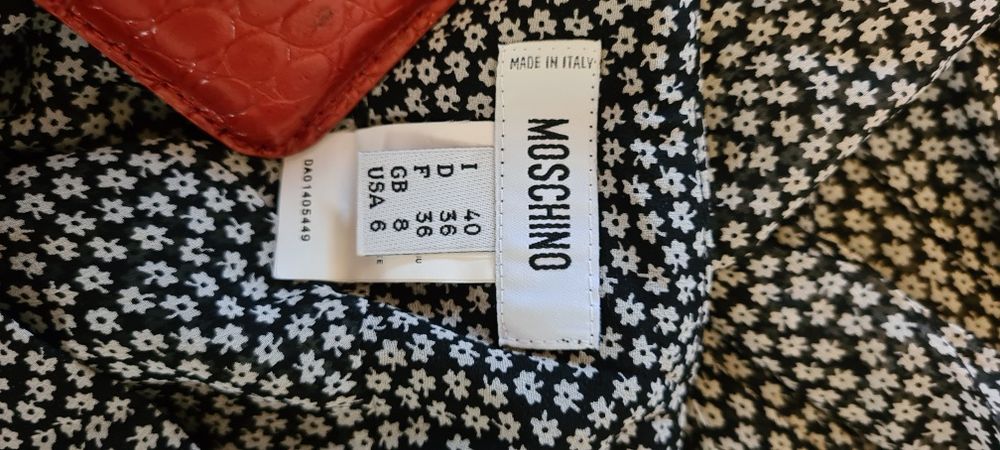 MADE IN ITALY
MOSCHINO
I 40
D 36
F 36
GB 8
USA 6
DA01405449